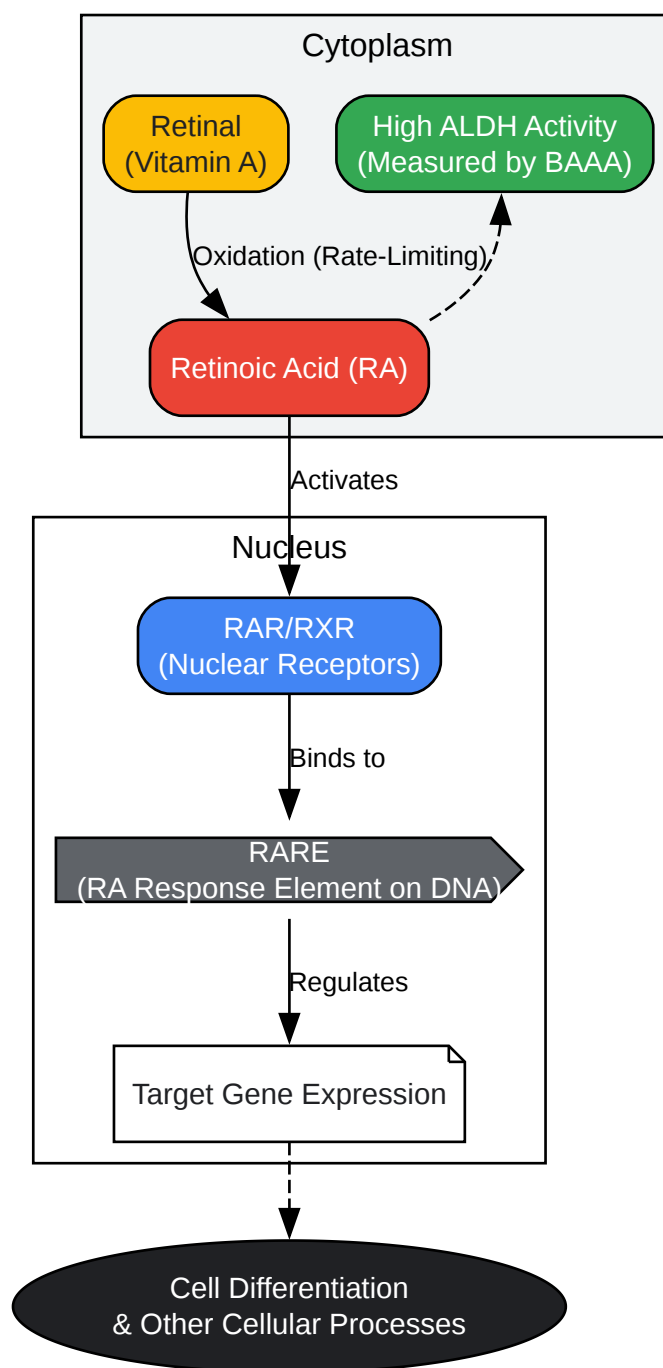 Cytoplasm
Retinal
(Vitamin A)
High ALDH Activity
(Measured by BAAA)
Oxidation (Rate-Limiting)
Retinoic Acid (RA)
Activates
Nucleus
RAR/RXR
(Nuclear Receptors)
Binds to
RARE
(RA Response Element on DNA)
Regulates
Target Gene Expression
Cell Differentiation
& Other Cellular Processes